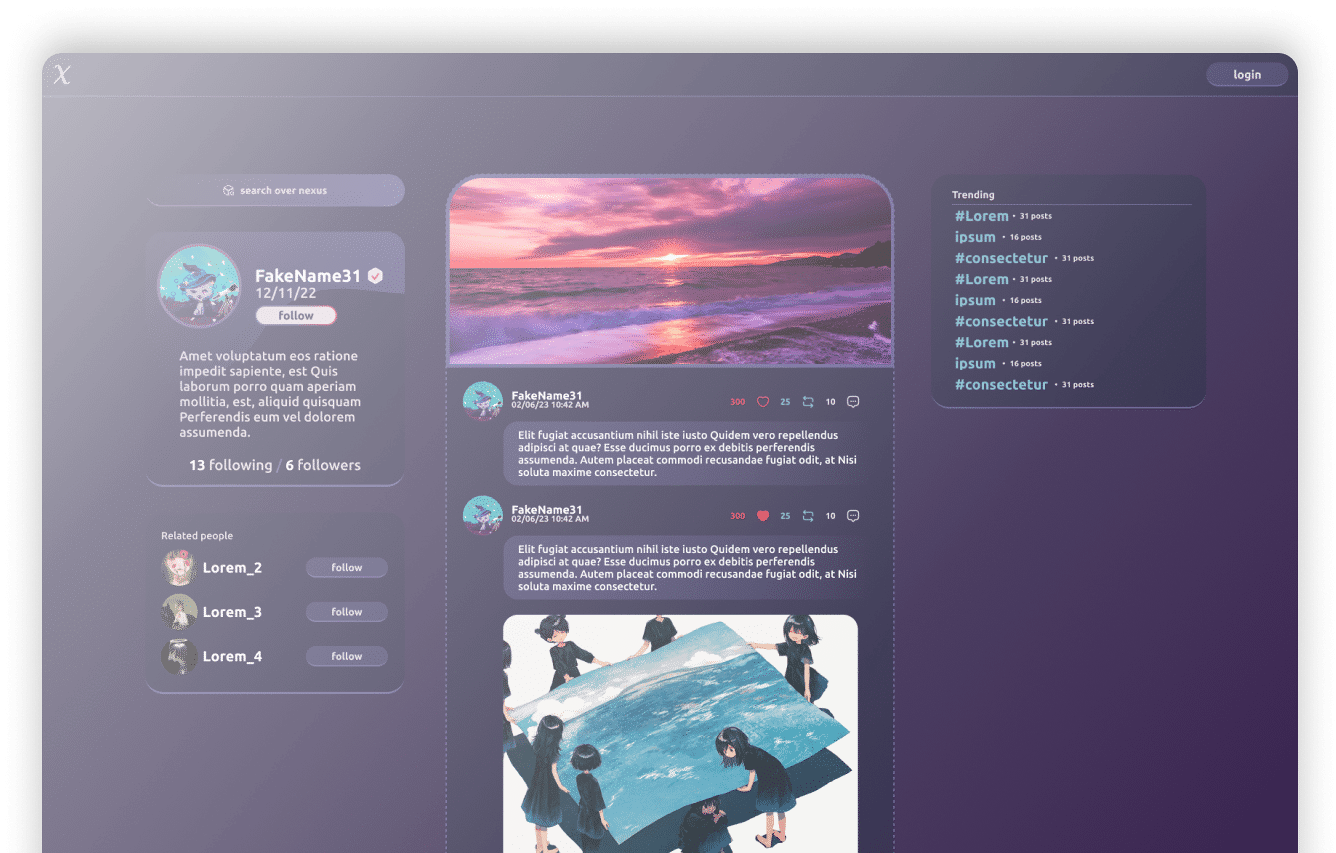 χ
login
search over nexus
FakeName31
12/11/22
follow
Amet voluptatum eos ratione
impedit sapiente, est Quis
laborum porro quam aperiam
mollitia, est, aliquid quisquam
Perferendis eum vel dolorem
assumenda.
13 following / 6 followers
Related people
Lorem_2 follow
Lorem_3 follow
Lorem_4 follow
FakeName31
02/06/23 10:42 AM
300 25 10
Elit fugiat accusantium nihil iste iusto Quidem vero repellendus
adipisci at quae? Esse ducimus porro ex debitis perferendis
assumenda. Autem placeat commodi recusandae fugiat odit, at Nisi
soluta maxime consectetur.
FakeName31
02/06/23 10:42 AM
300 25 10
Elit fugiat accusantium nihil iste iusto Quidem vero repellendus
adipisci at quae? Esse ducimus porro ex debitis perferendis
assumenda. Autem placeat commodi recusandae fugiat odit, at Nisi
soluta maxime consectetur.
Trending
#Lorem • 31 posts
ipsum • 16 posts
#consectetur • 31 posts
#Lorem • 31 posts
ipsum • 16 posts
#consectetur • 31 posts
#Lorem • 31 posts
ipsum • 16 posts
#consectetur • 31 posts